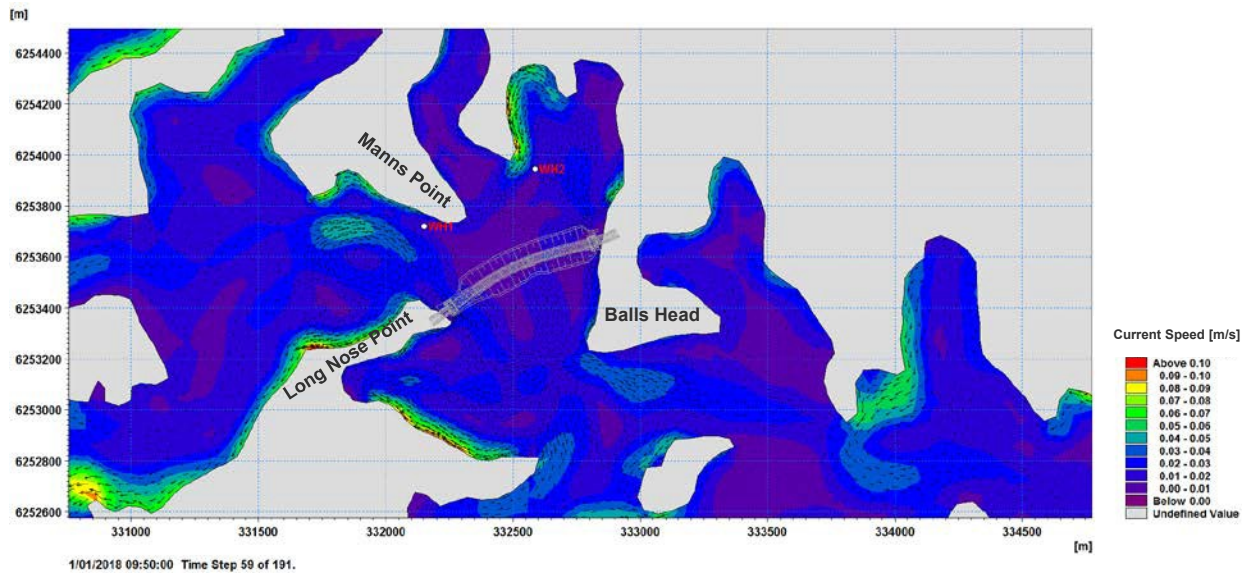 [m]
6254400
6254200
6254000
6253800
6253600
6253400
6253200
6253000
6252800
6252600
Manns Point
WH2
WH1
Balls Head
Long Nose Point
331000
331500
332000
332500
333000
333500
334000
334500
[m]
Current Speed [m/s]
Above 0.10
0.09 - 0.10
0.08 - 0.09
0.07 - 0.08
0.06 - 0.07
0.05 - 0.06
0.04 - 0.05
0.03 - 0.04
0.02 - 0.03
0.01 - 0.02
0.00 - 0.01
Below 0.00
Undefined Value
1/01/2018 09:50:00 Time Step 59 of 191.